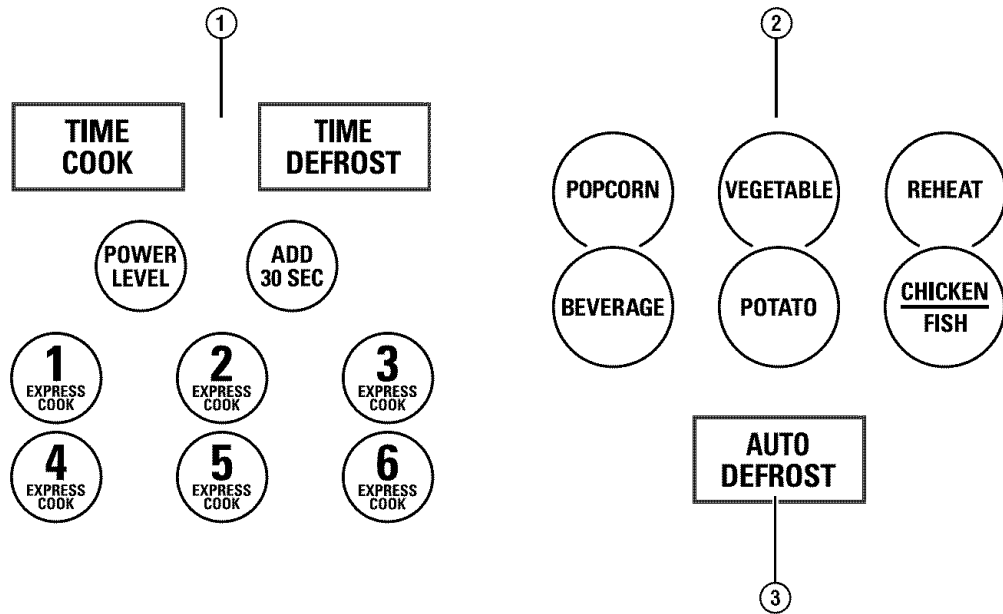 1
TIME
COOK
TIME
DEFROST
POWER
LEVEL
ADD
30 SEC
1
EXPRESS
COOK
2
EXPRESS
COOK
3
EXPRESS
COOK
4
EXPRESS
COOK
5
EXPRESS
COOK
6
EXPRESS
COOK
2
POPCORN
VEGETABLE
REHEAT
BEVERAGE
POTATO
CHICKEN
FISH
AUTO
DEFROST
3